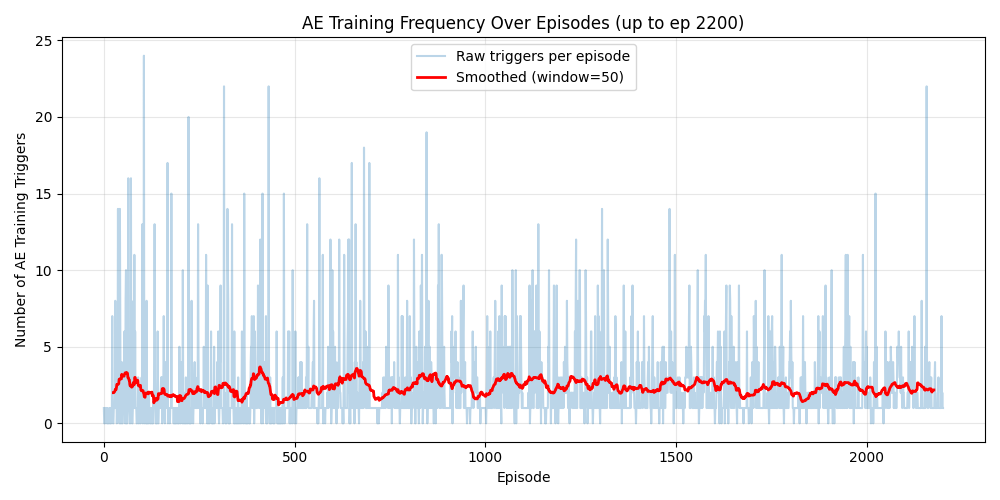 AE Training Frequency Over Episodes (up to ep 2200)
Raw triggers per episode
Smoothed (window=50)
Number of AE Training Triggers
25
20
15
10
5
0
0 500 1000 1500 2000
Episode